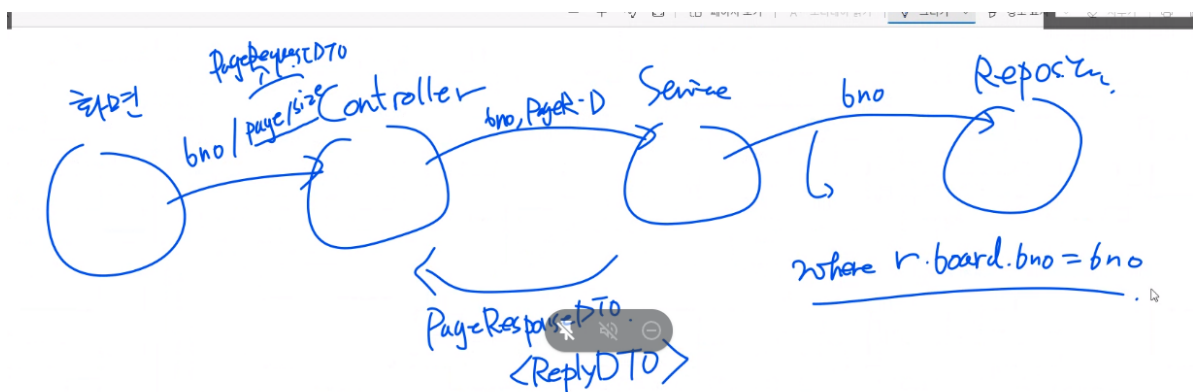 PageRequestDTO
화면
bno / page/size
Controller
bno, PageR-D
Service
bno
Repository
where r.board.bno = bno
PageResponseDTO
<ReplyDTO>